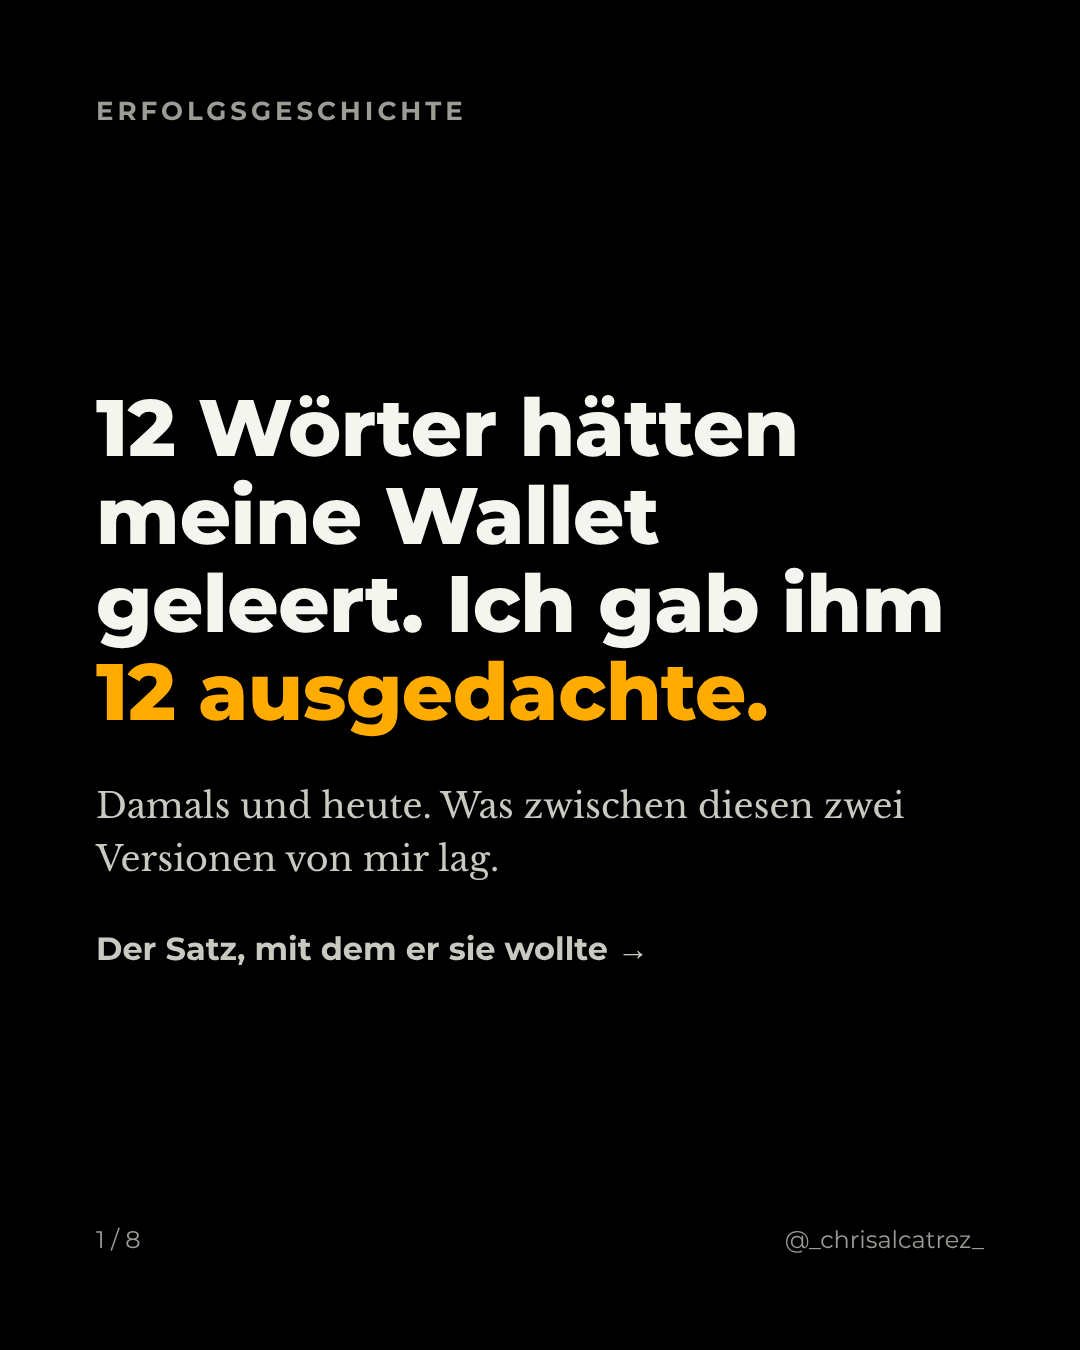 ERFOLGSGESCHICHTE
12 Wörter hätten
meine Wallet
geleert. Ich gab ihm
12 ausgedachte.
Damals und heute. Was zwischen diesen zwei
Versionen von mir lag.
Der Satz, mit dem er sie wollte →
1 / 8
@_chrisalcatrez_